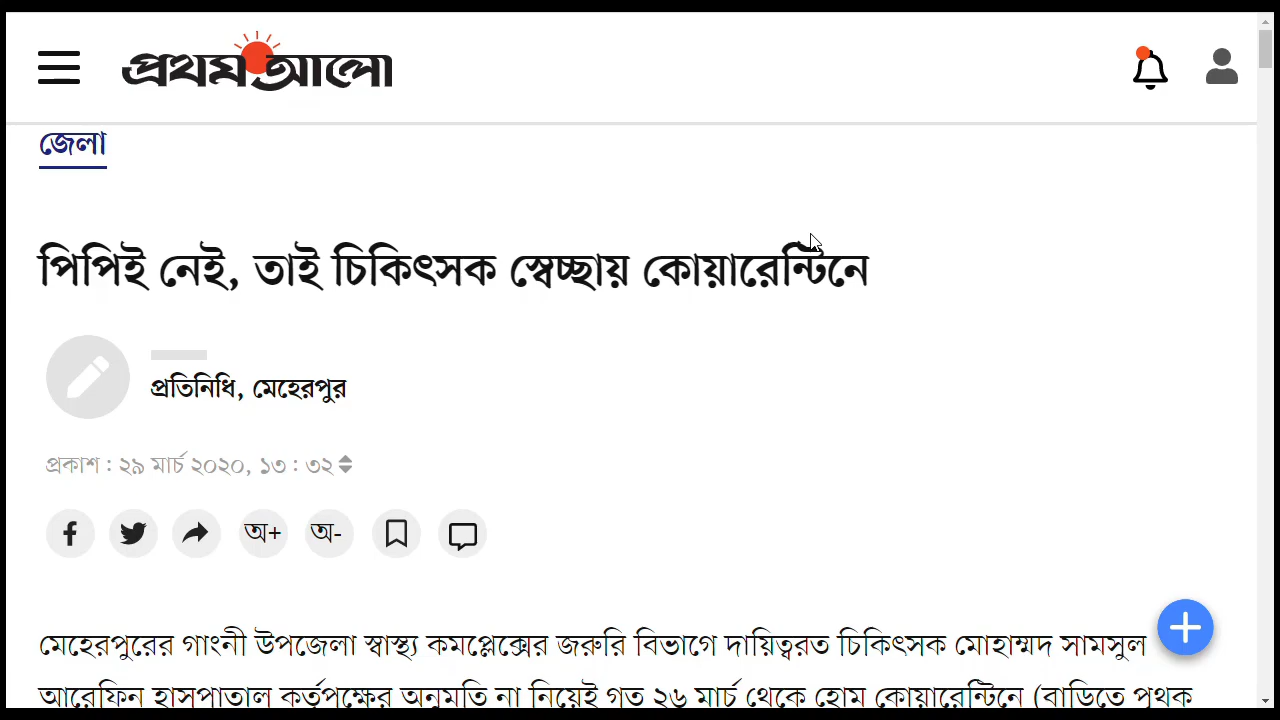 প্রথম আলো
জেলা
পিপিই নেই, তাই চিকিৎসক স্বেচ্ছায় কোয়ারেন্টিনে
প্রতিনিধি, মেহেরপুর
প্রকাশ : ২৯ মার্চ ২০২০, ১৩ : ৩২
অ+ অ-
মেহেরপুরের গাংনী উপজেলা স্বাস্থ্য কমপ্লেক্সের জরুরি বিভাগে দায়িত্বরত চিকিৎসক মোহাম্মদ সামসুল
আরেফিন হাসপাতাল কর্তৃপক্ষের অনুমতি না নিয়েই গত ২৬ মার্চ থেকে হোম কোয়ারেন্টিনে (বাড়িতে পৃথক